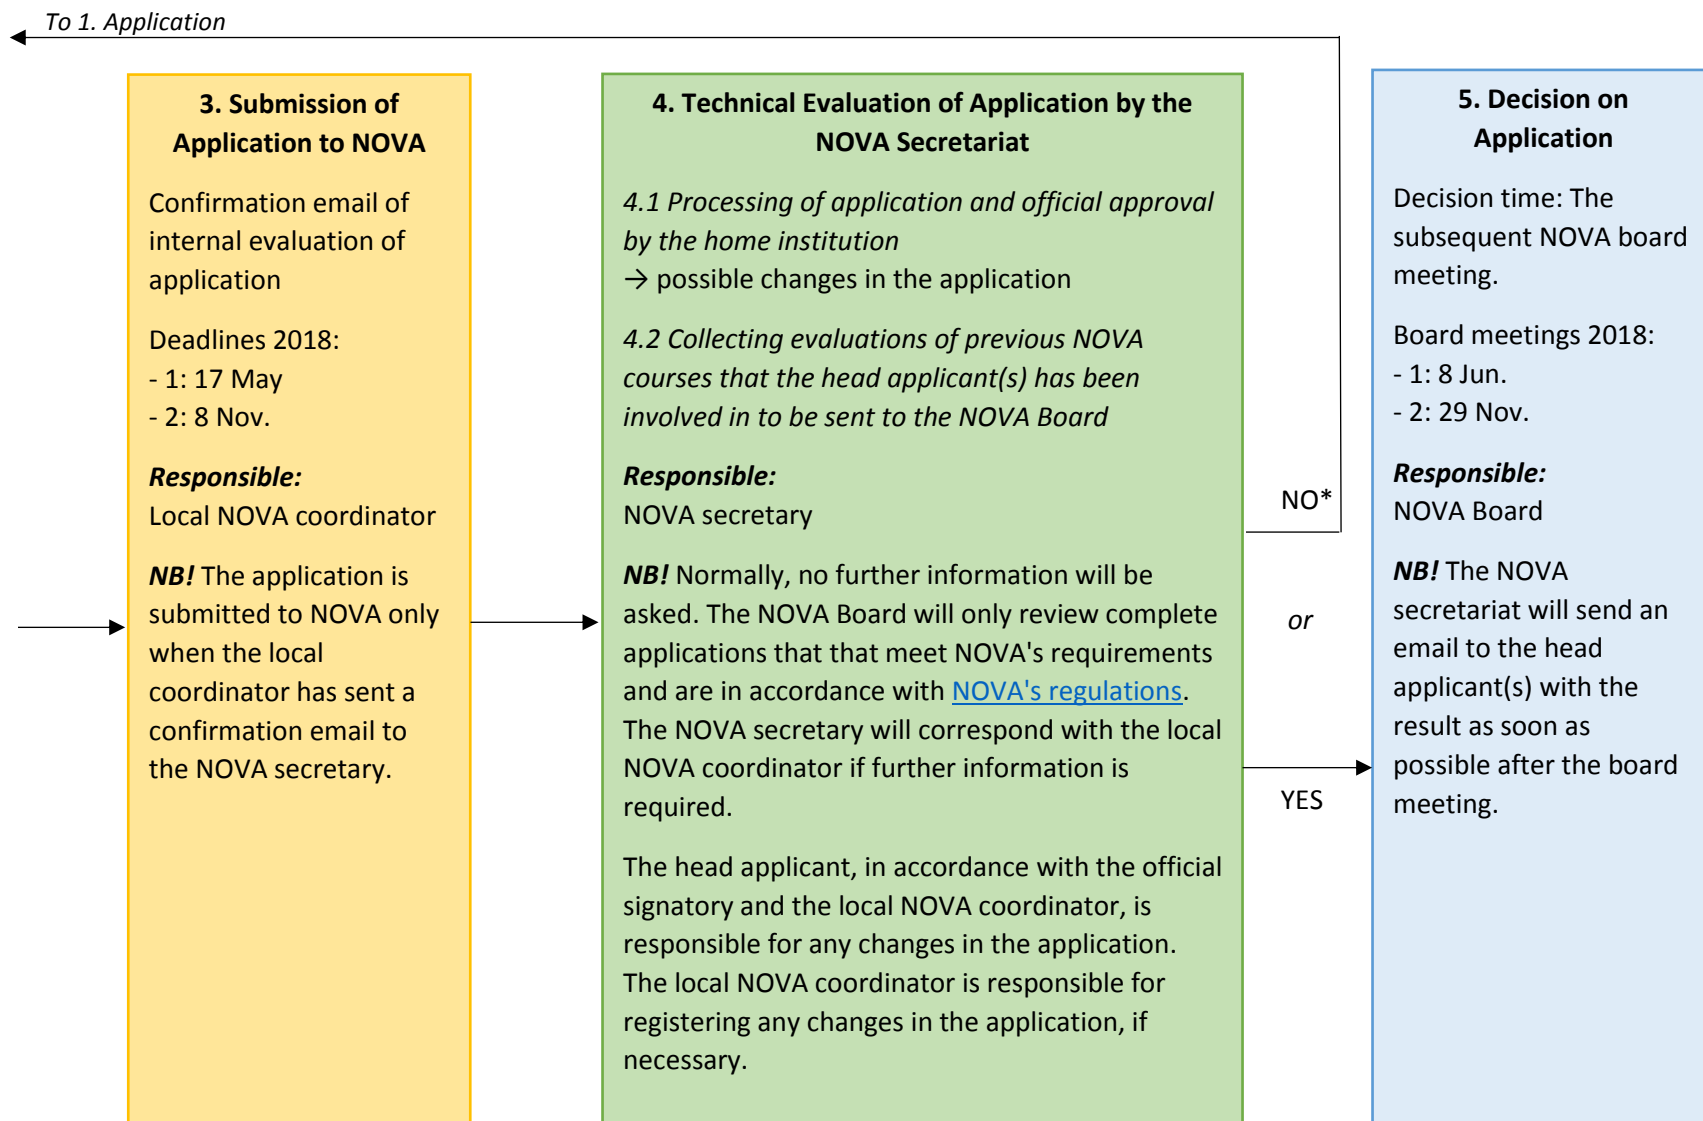 To 1. Application
3. Submission of
Application to NOVA
Confirmation email of
internal evaluation of
application
Deadlines 2018:
- 1: 17 May
- 2: 8 Nov.
Responsible:
Local NOVA coordinator
NB! The application is
submitted to NOVA only
when the local
coordinator has sent a
confirmation email to
the NOVA secretary.
4. Technical Evaluation of Application by the
NOVA Secretariat
4.1 Processing of application and official approval
by the home institution
→ possible changes in the application
4.2 Collecting evaluations of previous NOVA
courses that the head applicant(s) has been
involved in to be sent to the NOVA Board
Responsible:
NOVA secretary
NB! Normally, no further information will be
asked. The NOVA Board will only review complete
applications that that meet NOVA's requirements
and are in accordance with NOVA's regulations.
The NOVA secretary will correspond with the local
NOVA coordinator if further information is
required.
The head applicant, in accordance with the official
signatory and the local NOVA coordinator, is
responsible for any changes in the application.
The local NOVA coordinator is responsible for
registering any changes in the application, if
necessary.
NO*
or
YES
5. Decision on
Application
Decision time: The
subsequent NOVA board
meeting.
Board meetings 2018:
- 1: 8 Jun.
- 2: 29 Nov.
Responsible:
NOVA Board
NB! The NOVA
secretariat will send an
email to the head
applicant(s) with the
result as soon as
possible after the board
meeting.